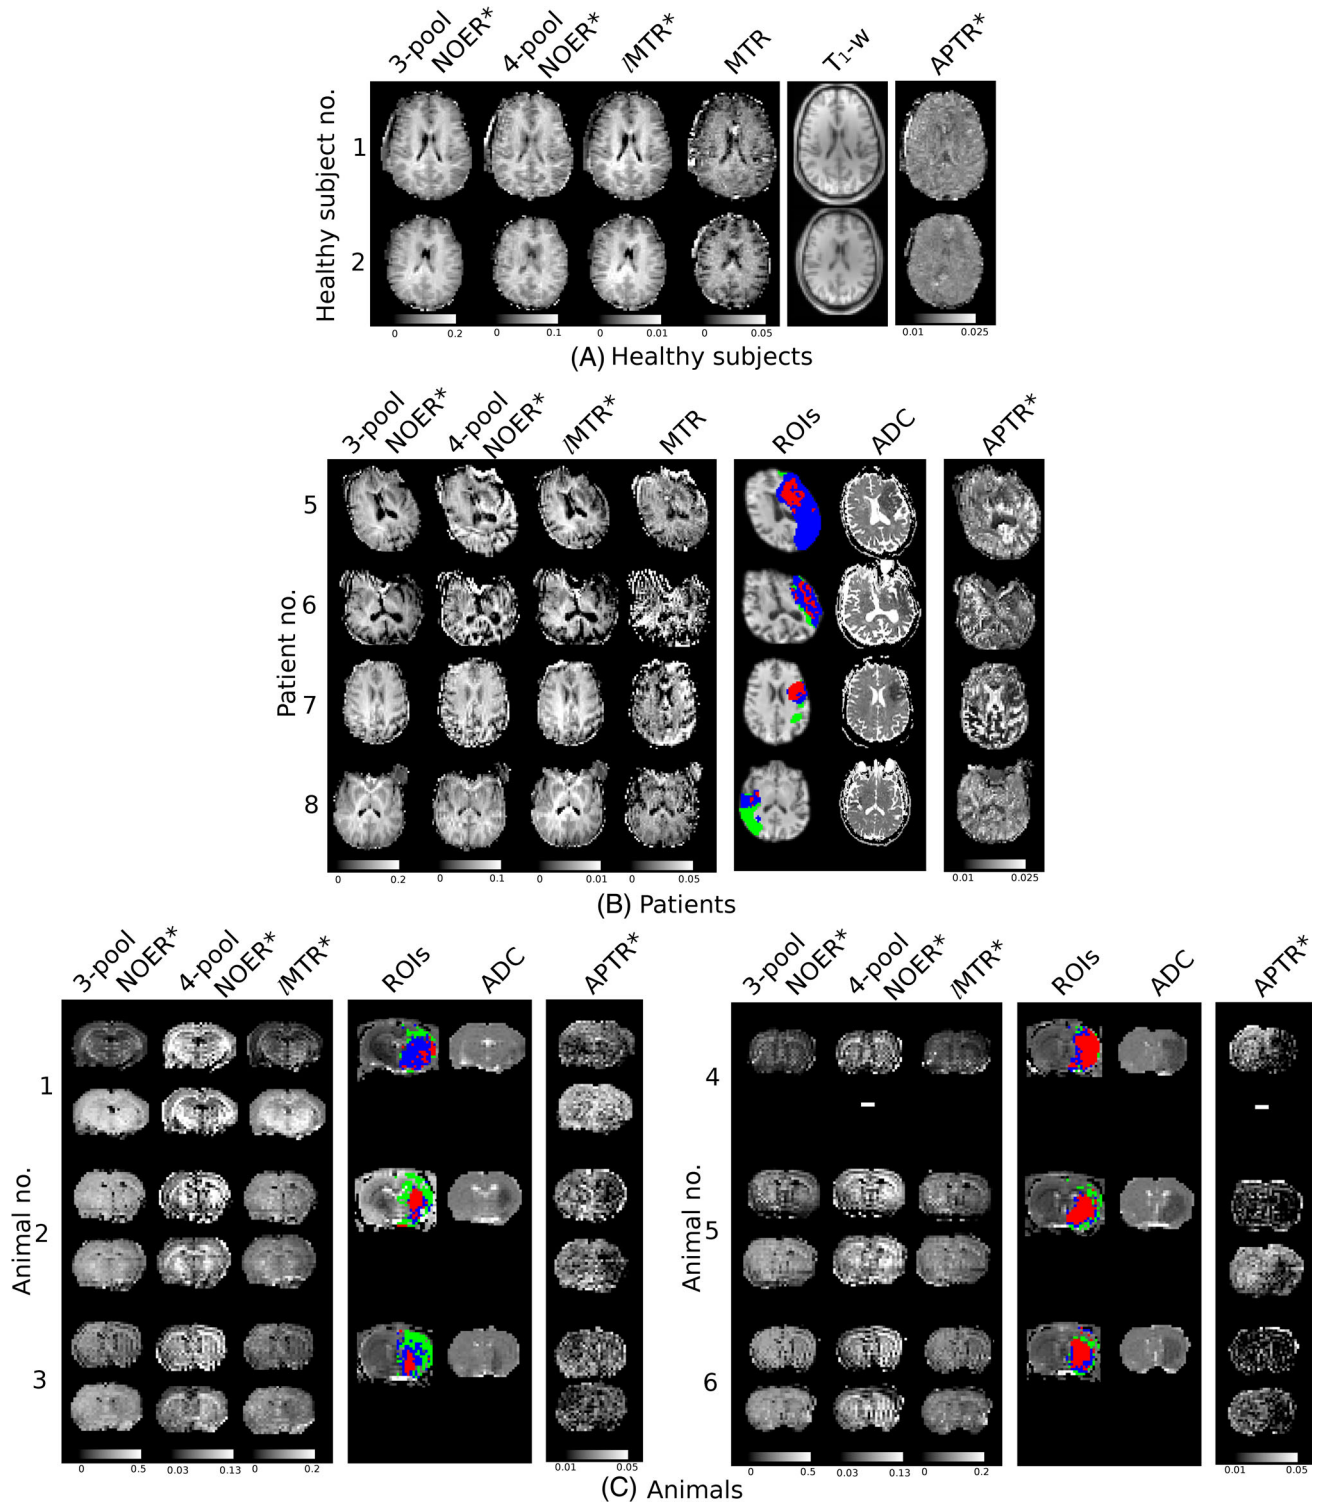 3-pool NOER*
4-pool NOER*
lMTR*
MTR
T₁-w
APTR*
Healthy subject no.
1
2
0 0.2
0 0.1
0 0.01
0 0.05
0.01 0.025
(A) Healthy subjects
3-pool NOER*
4-pool NOER*
lMTR*
MTR
ROIs
ADC
APTR*
Patient no.
5
6
7
8
0 0.2
0 0.1
0 0.01
0 0.05
0.01 0.025
(B) Patients
3-pool NOER*
4-pool NOER*
lMTR*
ROIs
ADC
APTR*
Animal no.
1
2
3
0 0.5
0.03 0.13
0 0.2
0.01 0.05
3-pool NOER*
4-pool NOER*
lMTR*
ROIs
ADC
APTR*
Animal no.
4
5
6
0 0.5
0.03 0.13
0 0.2
0.01 0.05
(C) Animals